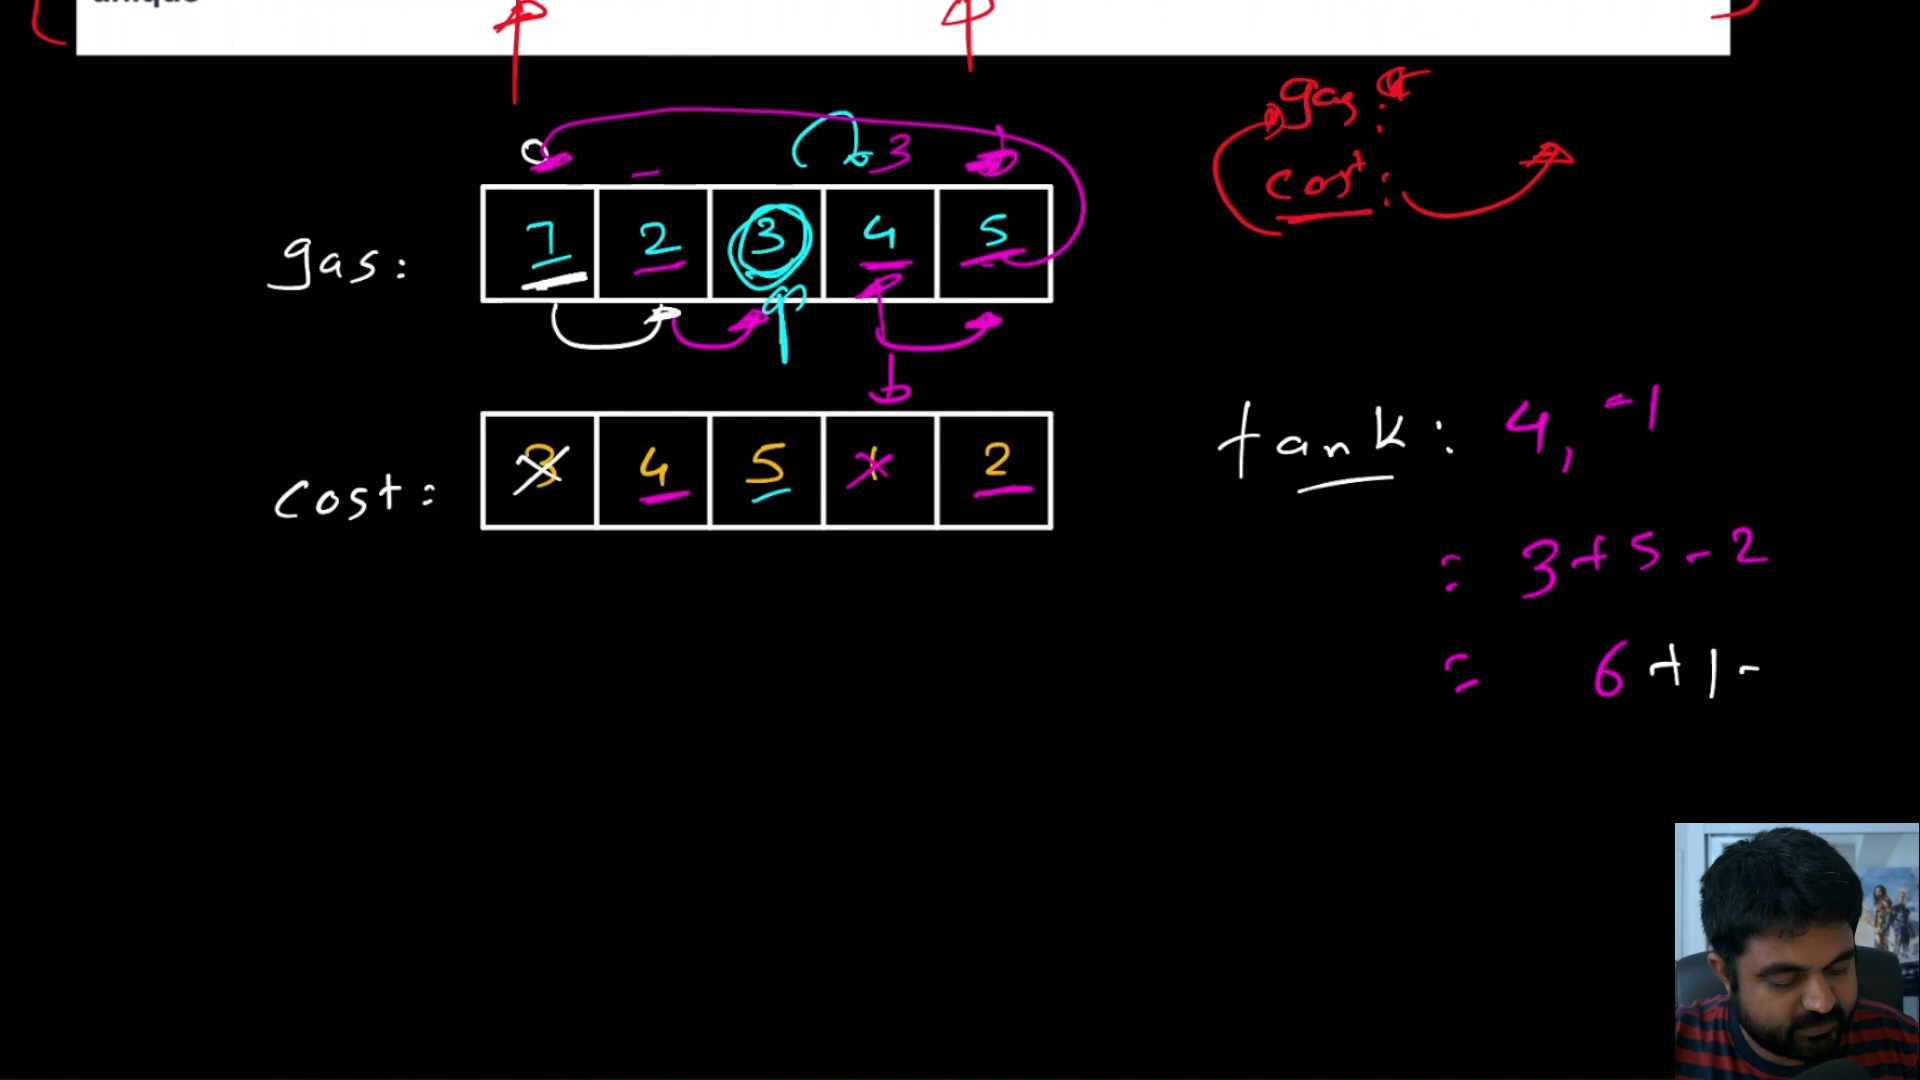 gas:
cost:
3
gas: 1 2 3 4 5
cost: 3 4 5 1 2
tank: 4, -1
= 3+5-2
= 6+1-